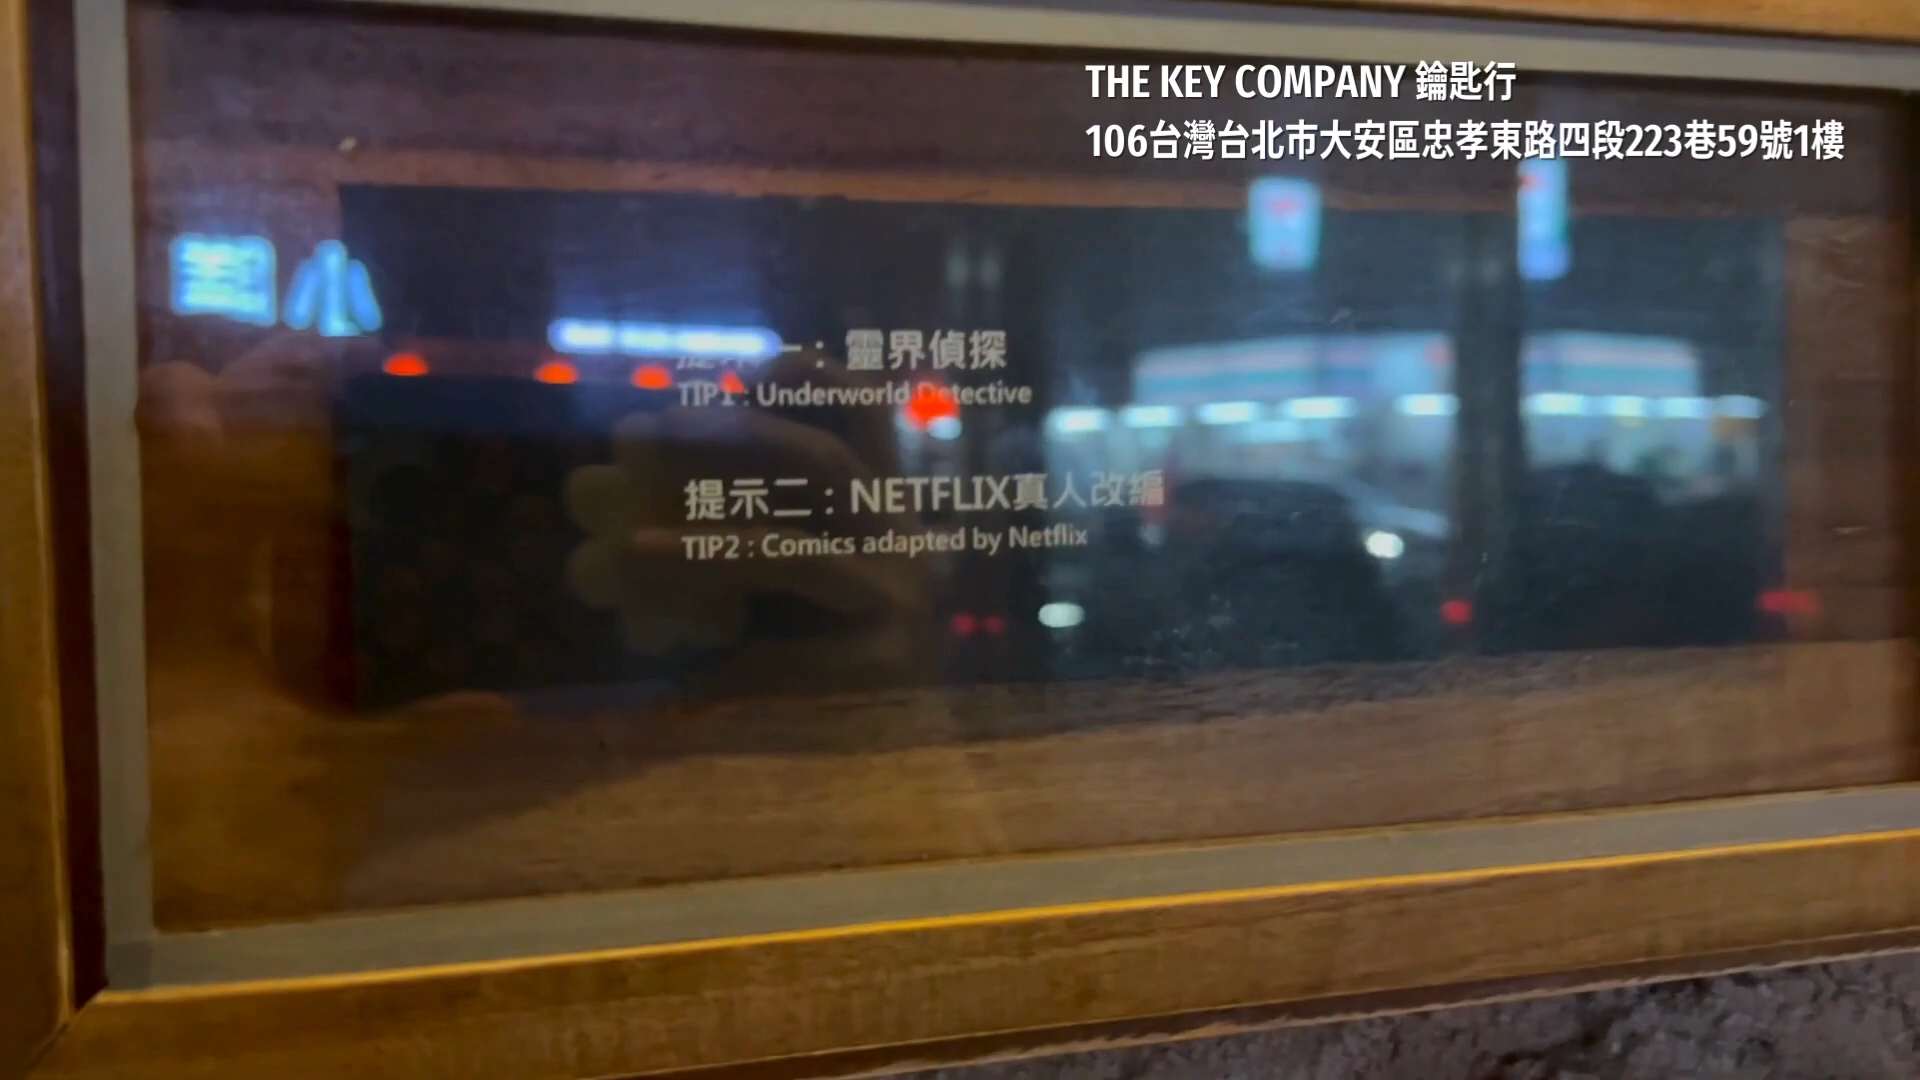 THE KEY COMPANY 鑰匙行
106台灣台北市大安區忠孝東路四段223巷59號1樓
小
一：靈界偵探
TIP1 : Underworld Detective
提示二：NETFLIX真人改編
TIP2 : Comics adapted by Netflix